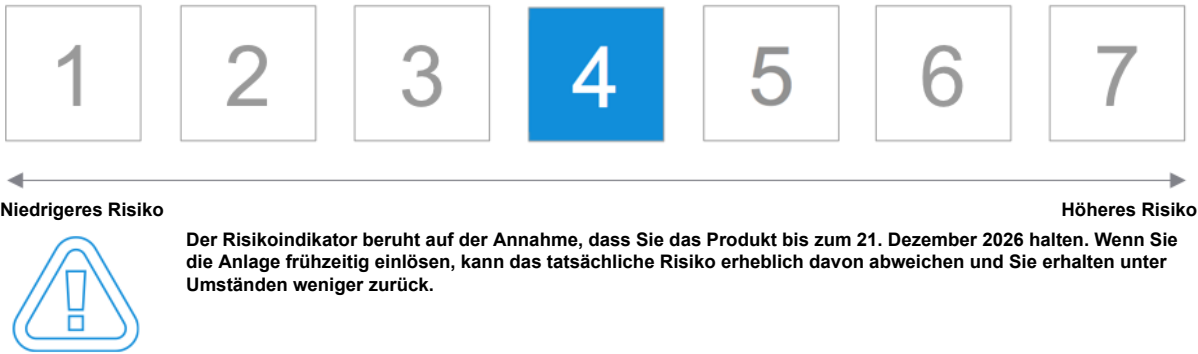 1 2 3 4 5 6 7
Niedrigeres Risiko Höheres Risiko
Der Risikoindikator beruht auf der Annahme, dass Sie das Produkt bis zum 21. Dezember 2026 halten. Wenn Sie
die Anlage frühzeitig einlösen, kann das tatsächliche Risiko erheblich davon abweichen und Sie erhalten unter
Umständen weniger zurück.